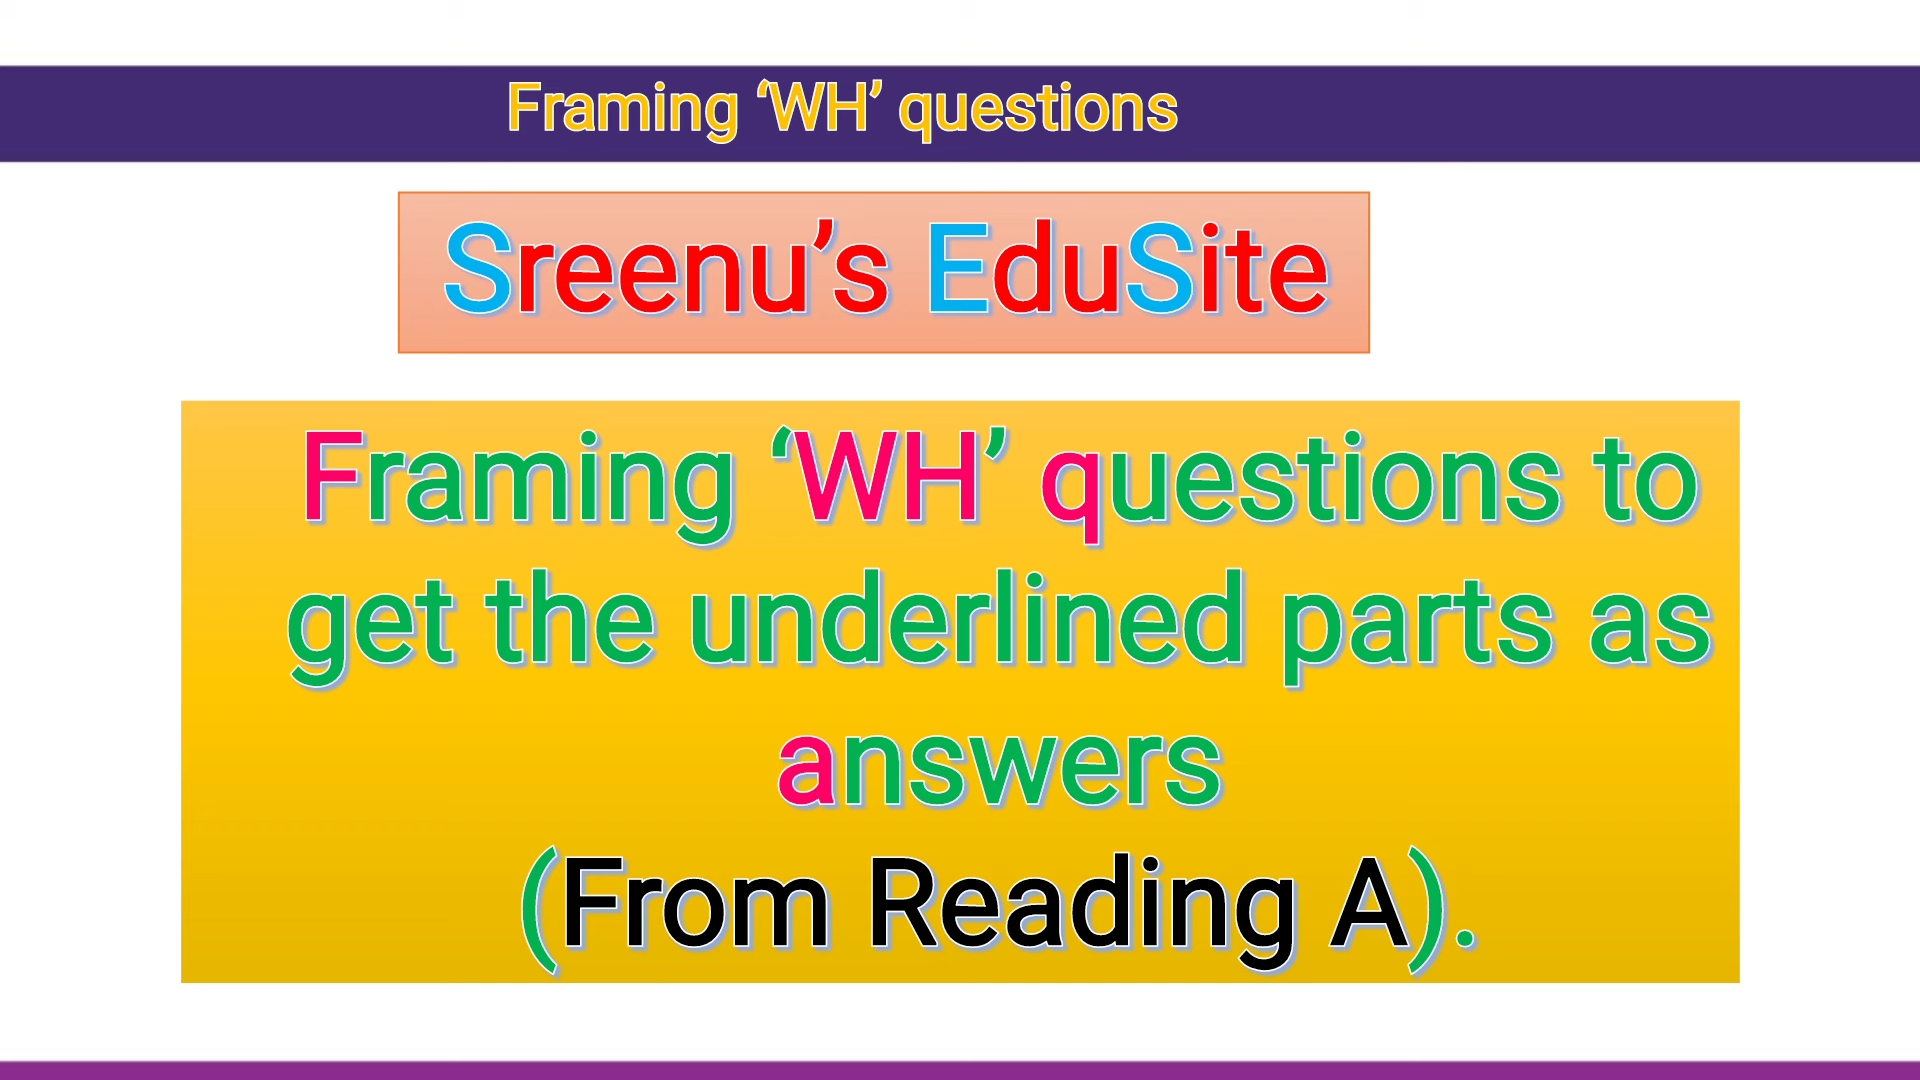 Framing ‘WH’ questions
Sreenu’s EduSite
Framing ‘WH’ questions to
get the underlined parts as
answers
(From Reading A).